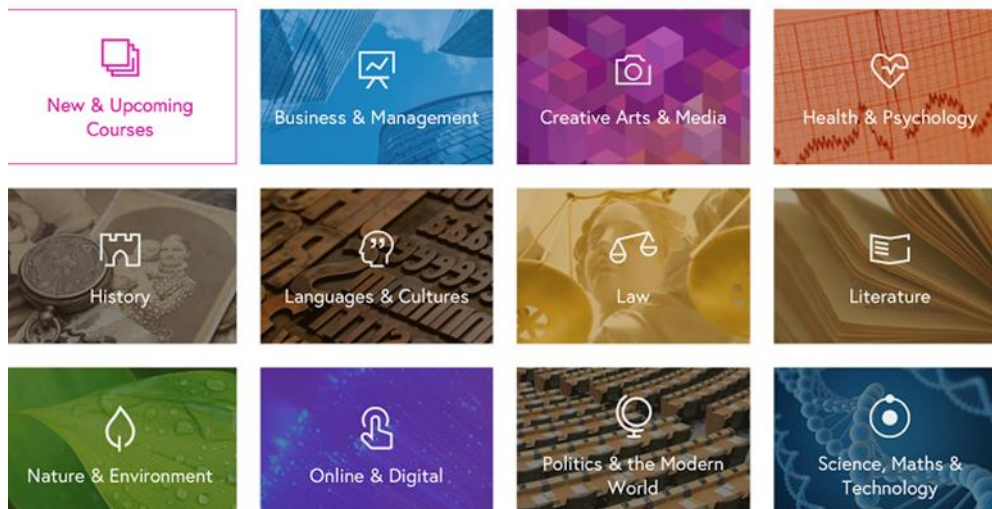 New & Upcoming
Courses
Business & Management
Creative Arts & Media
Health & Psychology
History
Languages & Cultures
Law
Literature
Nature & Environment
Online & Digital
Politics & the Modern
World
Science, Maths &
Technology